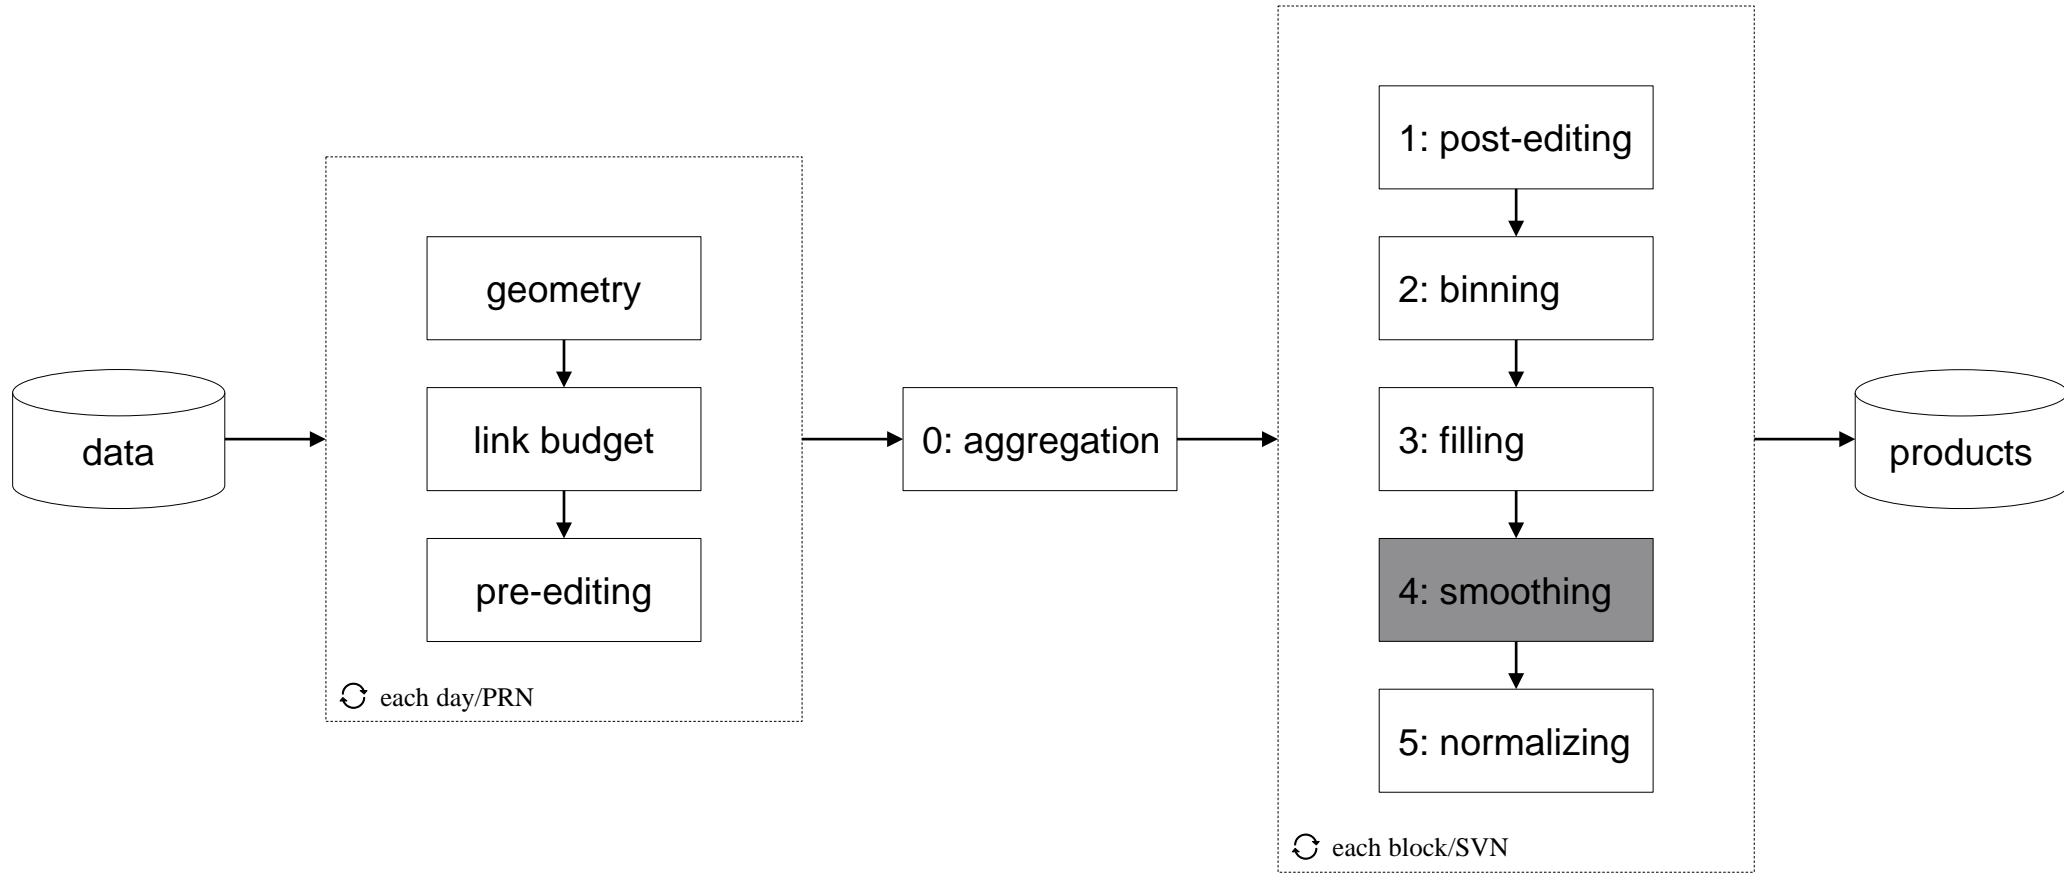 data
geometry
link budget
pre-editing
each day/PRN
0: aggregation
1: post-editing
2: binning
3: filling
4: smoothing
5: normalizing
each block/SVN
products